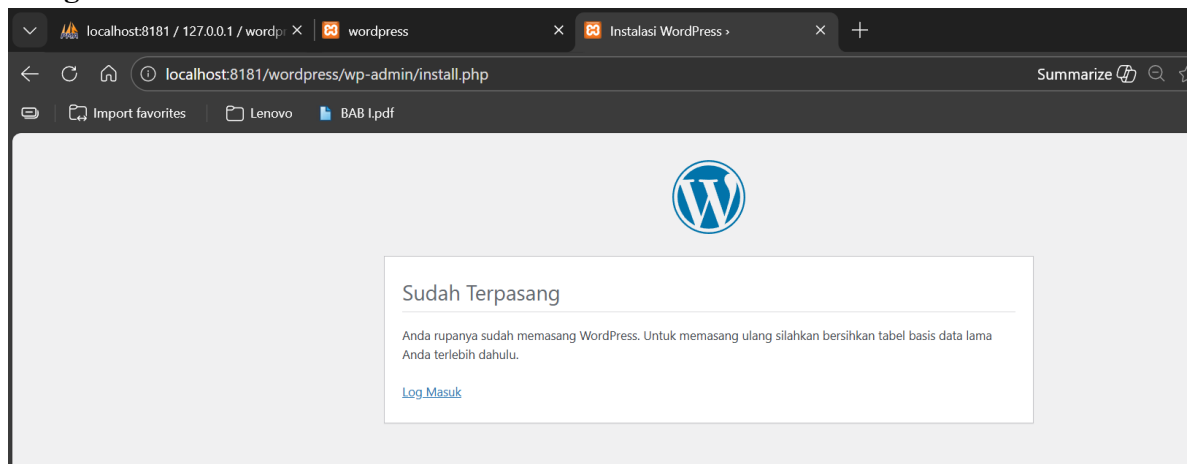 localhost:8181 / 127.0.0.1 / wordpr
wordpress
Instalasi WordPress ›
localhost:8181/wordpress/wp-admin/install.php
Summarize
Import favorites
Lenovo
BAB I.pdf
Sudah Terpasang
Anda rupanya sudah memasang WordPress. Untuk memasang ulang silahkan bersihkan tabel basis data lama
Anda terlebih dahulu.
Log Masuk